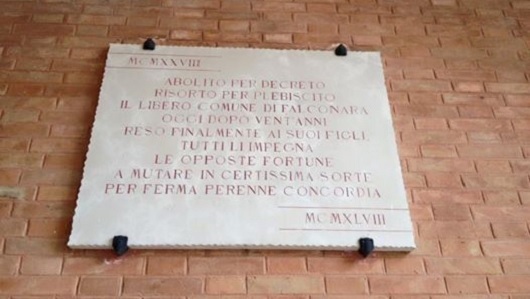 MCMXXVIII
ABOLITO PER DECRETO
RISORTO PER PLEBISCITO
IL LIBERO COMUNE DI FALCONARA
OGGI DOPO VENT'ANNI
RESO FINALMENTE AI SUOI FIGLI
TUTTI LI IMPEGNA
LE OPPOSTE FORTUNE
A MUTARE IN CERTISSIMA SORTE
PER FERMA PERENNE CONCORDIA
MCMXLVIII